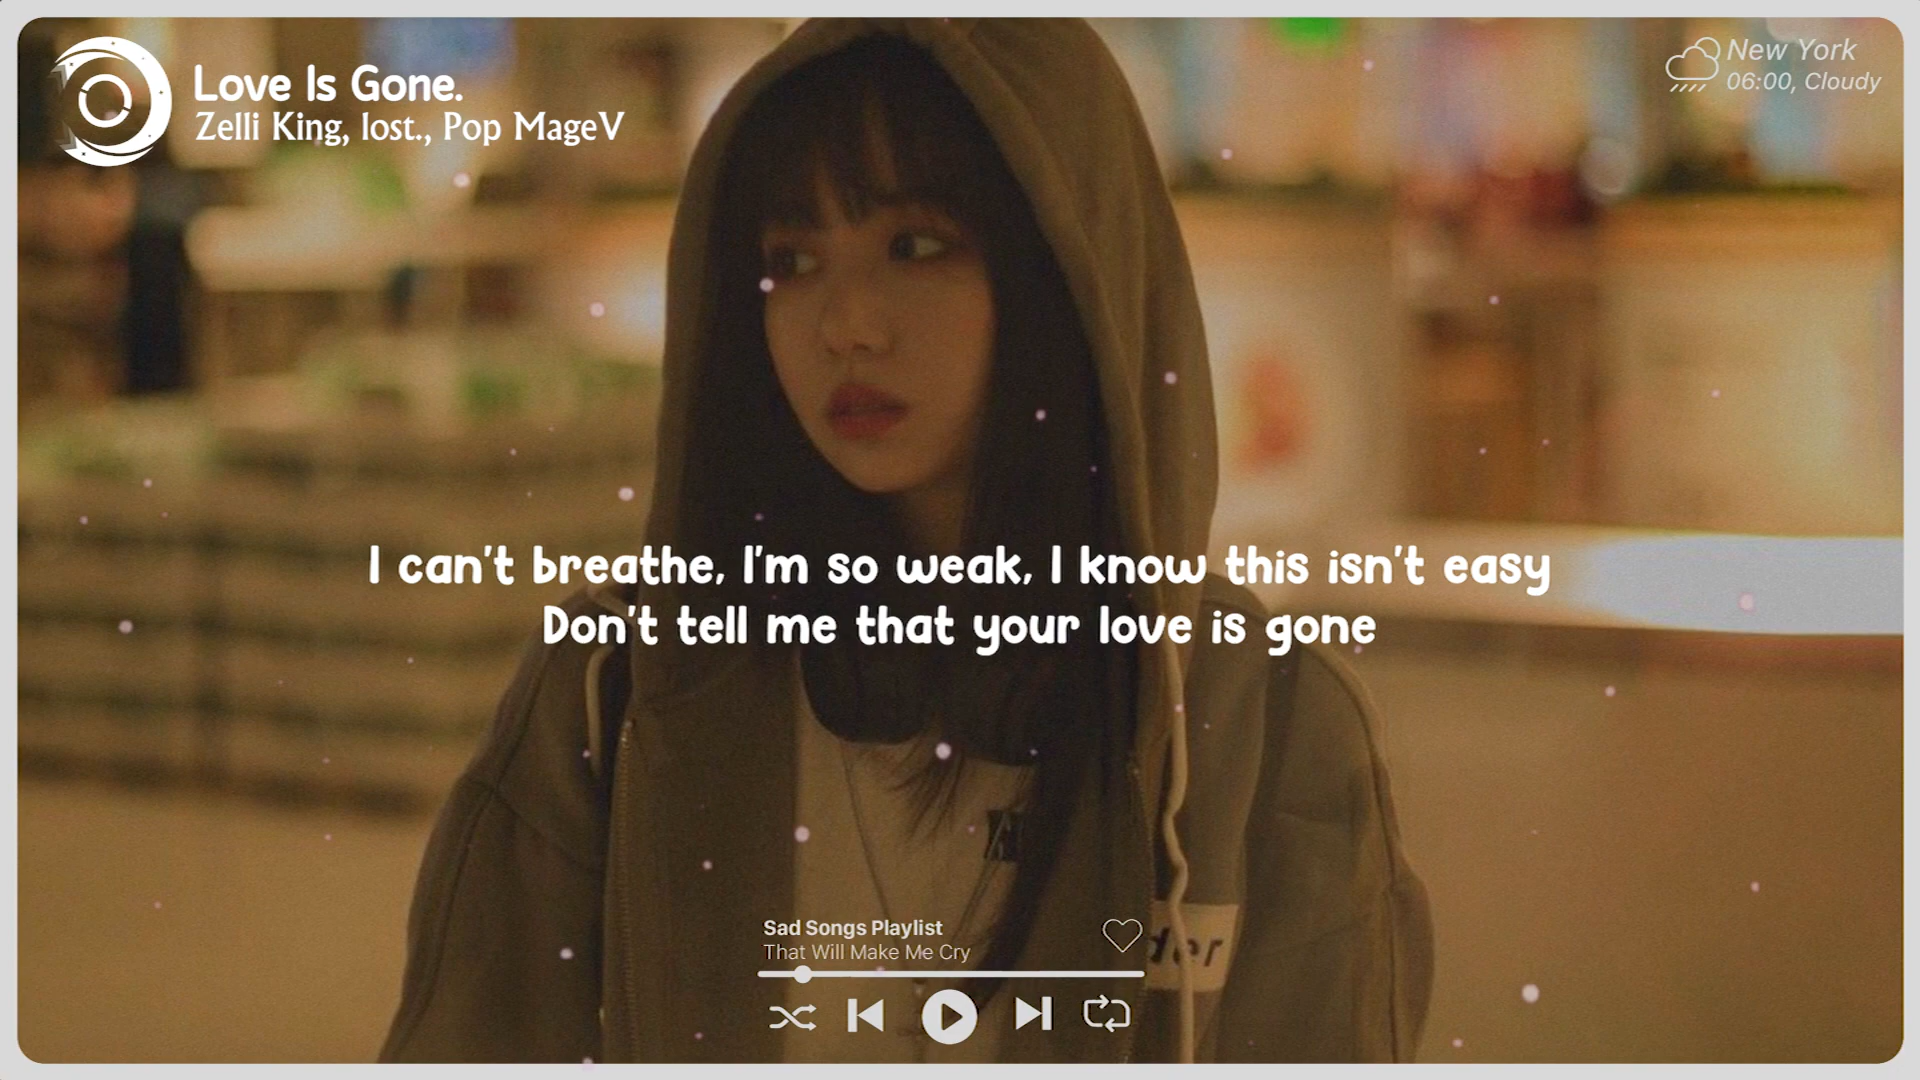 Love Is Gone.
Zelli King, lost., Pop MageV
New York
06:00, Cloudy
I can't breathe, I'm so weak, I know this isn't easy
Don't tell me that your love is gone
Sad Songs Playlist
That Will Make Me Cry
der